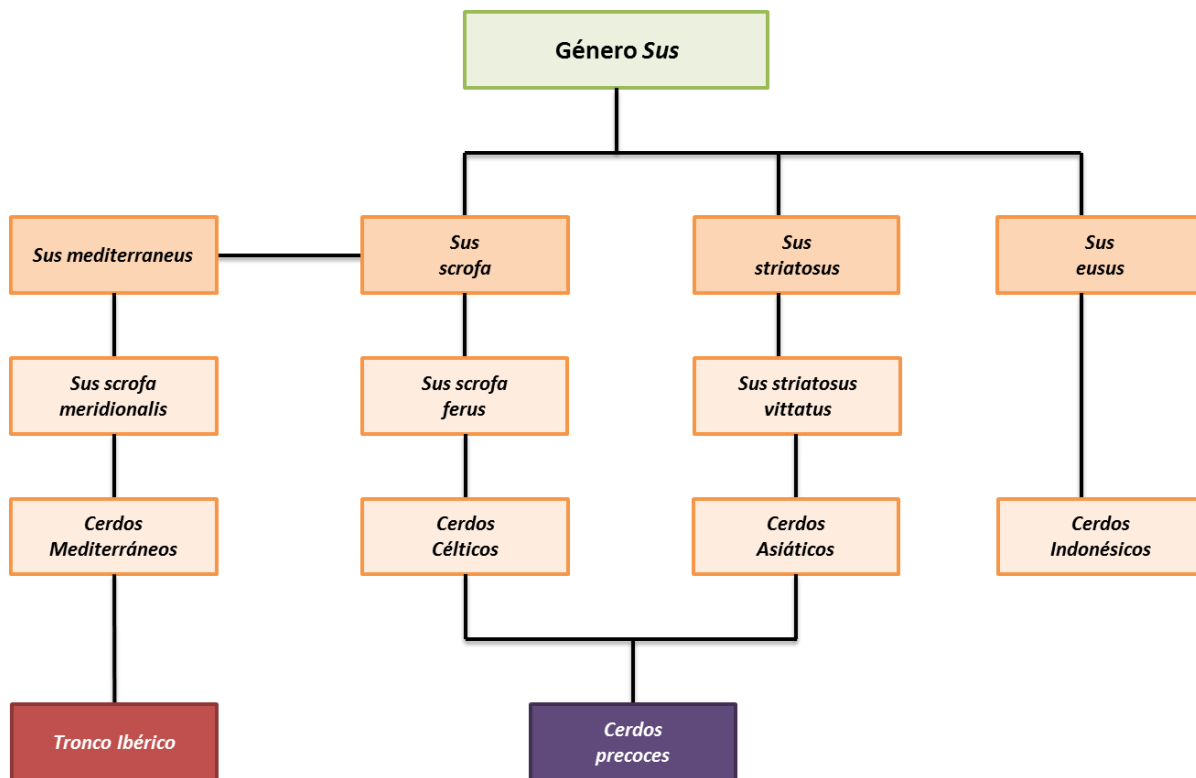 Género Sus
Sus mediterraneus
Sus
scrofa
Sus
striatosus
Sus
eusus
Sus scrofa
meridionalis
Sus scrofa
ferus
Sus striatosus
vittatus
Cerdos
Mediterráneos
Cerdos
Célticos
Cerdos
Asiáticos
Cerdos
Indonésicos
Tronco Ibérico
Cerdos
precoces